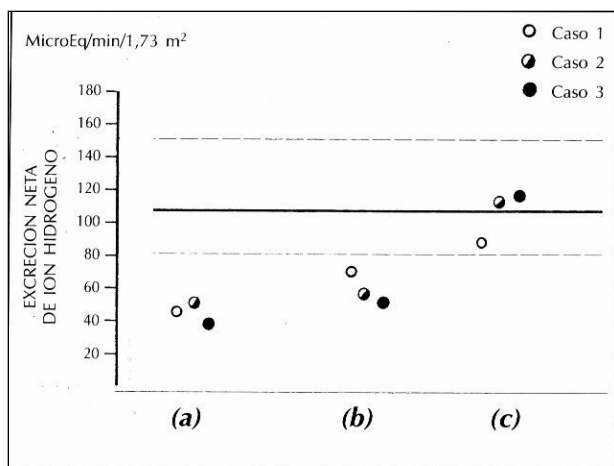 MicroEq/min/1,73 m²
Caso 1
Caso 2
Caso 3
EXCRECION NETA
DE ION HIDROGENO
180
160
140
120
100
80
60
40
20
(a)
(b)
(c)